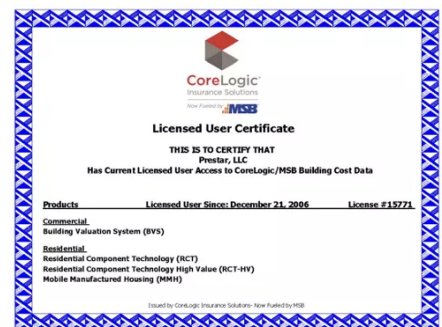 CoreLogic
Insurance Solutions
Now Fueled by MSB
Licensed User Certificate
THIS IS TO CERTIFY THAT
Prestar, LLC
Has Current Licensed User Access to CoreLogic/MSB Building Cost Data
Products Licensed User Since: December 21, 2006 License #15771
Commercial
Building Valuation System (BVS)
Residential
Residential Component Technology (RCT)
Residential Component Technology High Value (RCT-HV)
Mobile Manufactured Housing (MMH)
Issued by CoreLogic Insurance Solutions- Now Fueled by MSB